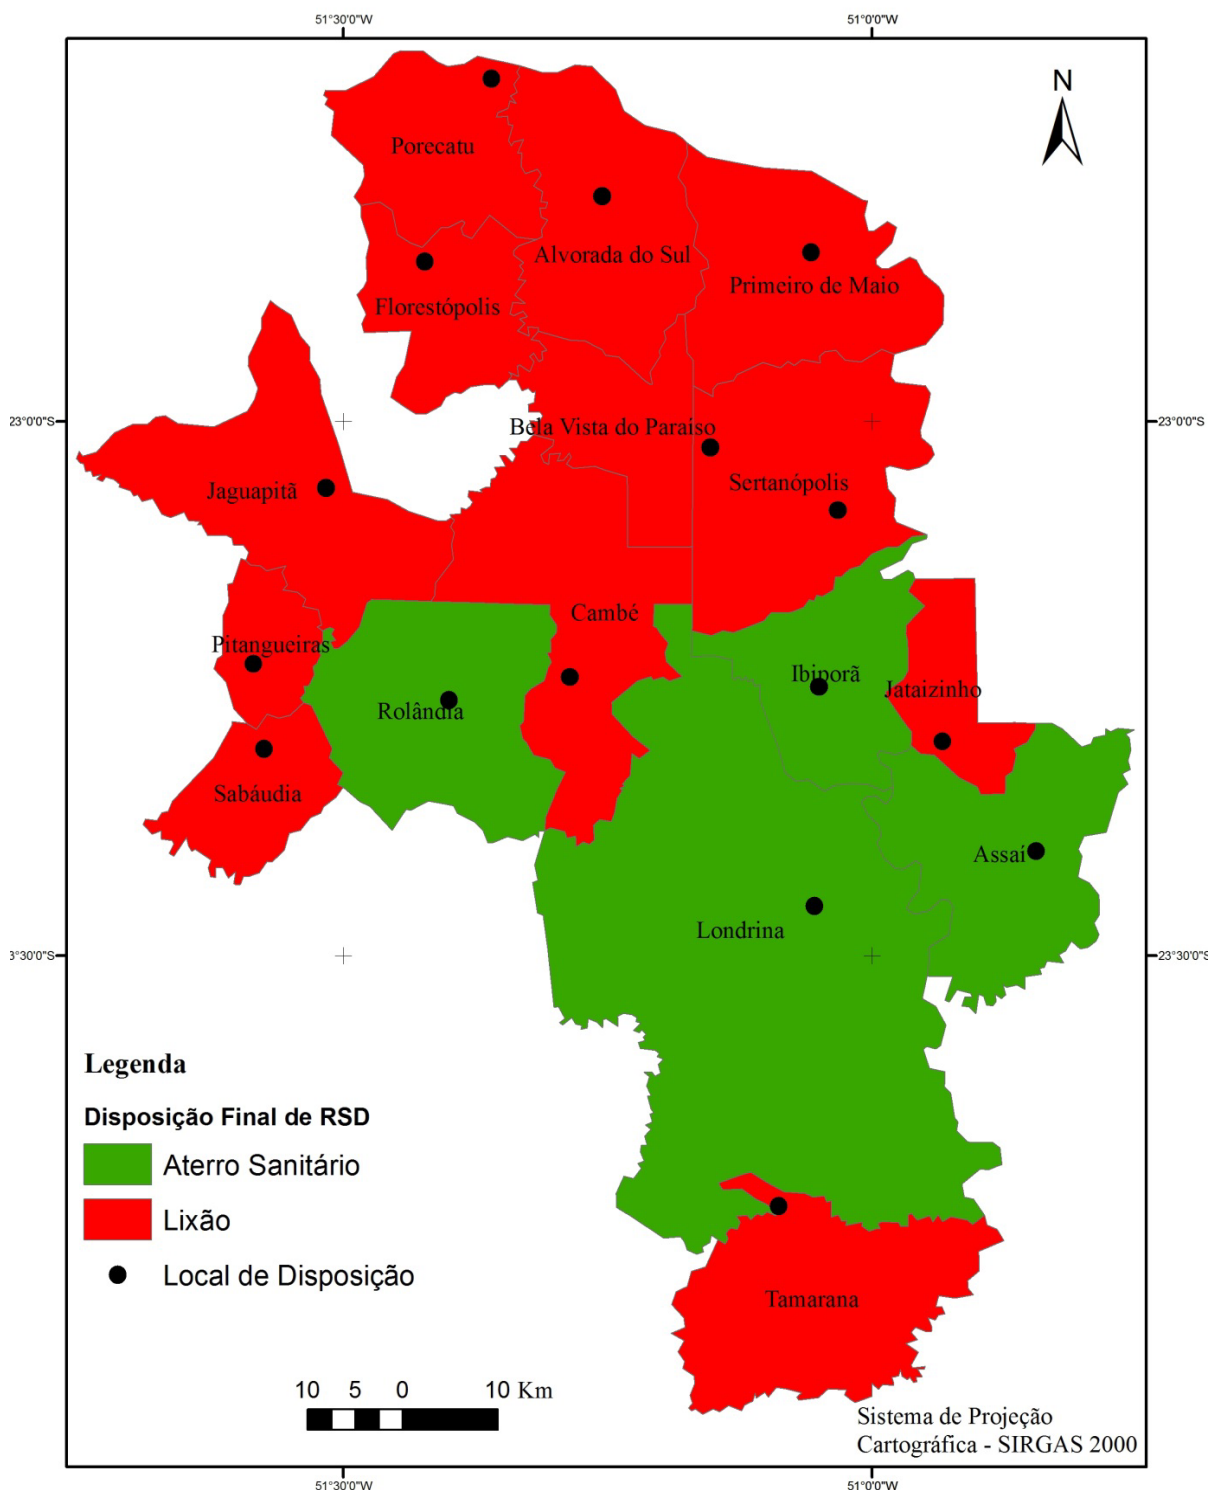 51°30'0"W
51°0'0"W
N
Porecatu
Alvorada do Sul
Primeiro de Maio
Florestópolis
23°0'0"S
23°0'0"S
Bela Vista do Paraíso
Sertanópolis
Jaguapitã
Cambé
Pitangueiras
Ibiporã
Jataizinho
Rolândia
Sabáudia
Assaí
Londrina
3°30'0"S
23°30'0"S
Legenda
Disposição Final de RSD
Aterro Sanitário
Lixão
Local de Disposição
Tamarana
10 5 0 10 Km
Sistema de Projeção
Cartográfica - SIRGAS 2000
51°30'0"W
51°0'0"W